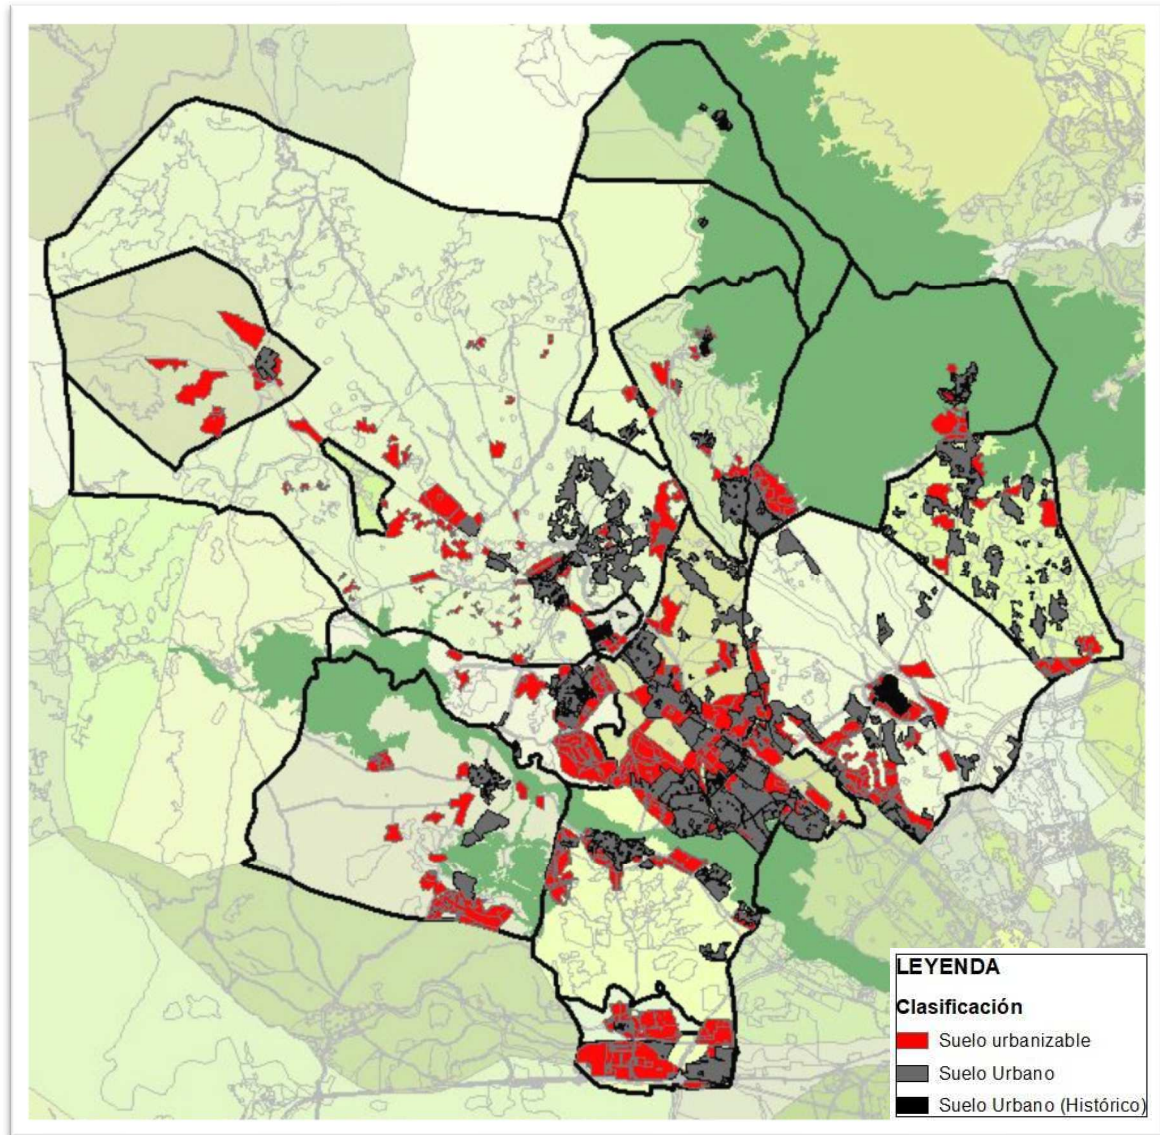 LEYENDA
Clasificación
Suelo urbanizable
Suelo Urbano
Suelo Urbano (Histórico)